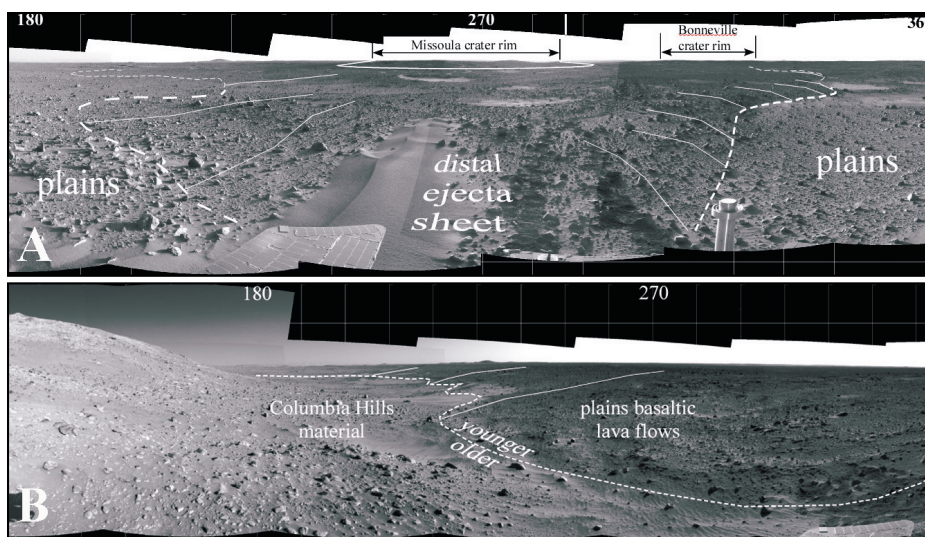 180
270
36
Missoula crater rim
Bonneville
crater rim
plains
distal
ejecta
sheet
plains
A
180
270
Columbia Hills
material
plains basaltic
lava flows
younger
older
B